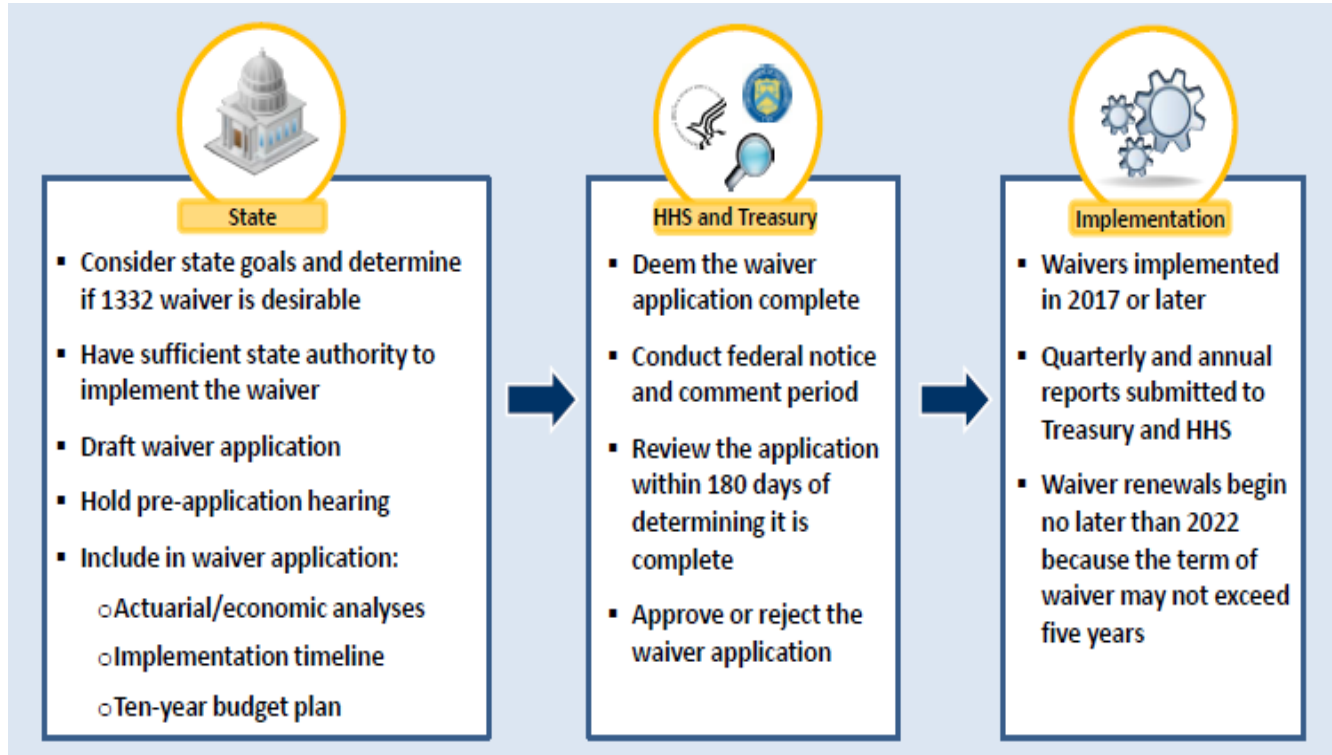 State
▪ Consider state goals and determine
if 1332 waiver is desirable
▪ Have sufficient state authority to
implement the waiver
▪ Draft waiver application
▪ Hold pre-application hearing
▪ Include in waiver application:
oActuarial/economic analyses
oImplementation timeline
oTen-year budget plan
HHS and Treasury
▪ Deem the waiver
application complete
▪ Conduct federal notice
and comment period
▪ Review the application
within 180 days of
determining it is
complete
▪ Approve or reject the
waiver application
Implementation
▪ Waivers implemented
in 2017 or later
▪ Quarterly and annual
reports submitted to
Treasury and HHS
▪ Waiver renewals begin
no later than 2022
because the term of
waiver may not exceed
five years